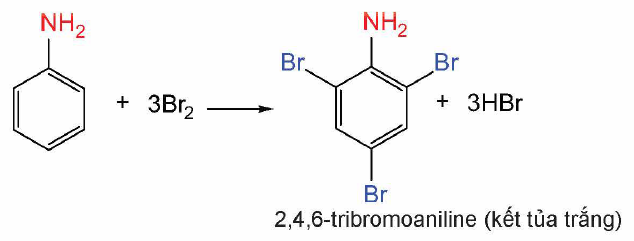 NH₂ NH₂
Br Br
+ 3Br₂ + 3HBr
Br
2,4,6-tribromoaniline (kết tủa trắng)